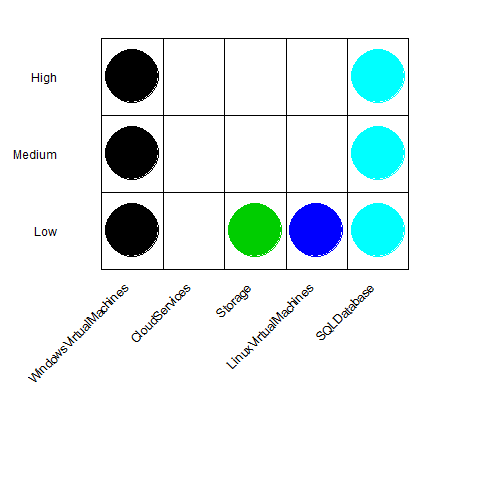 High
Medium
Low
WindowsVirtualMachines
CloudServices
Storage
LinuxVirtualMachines
SQLDatabase